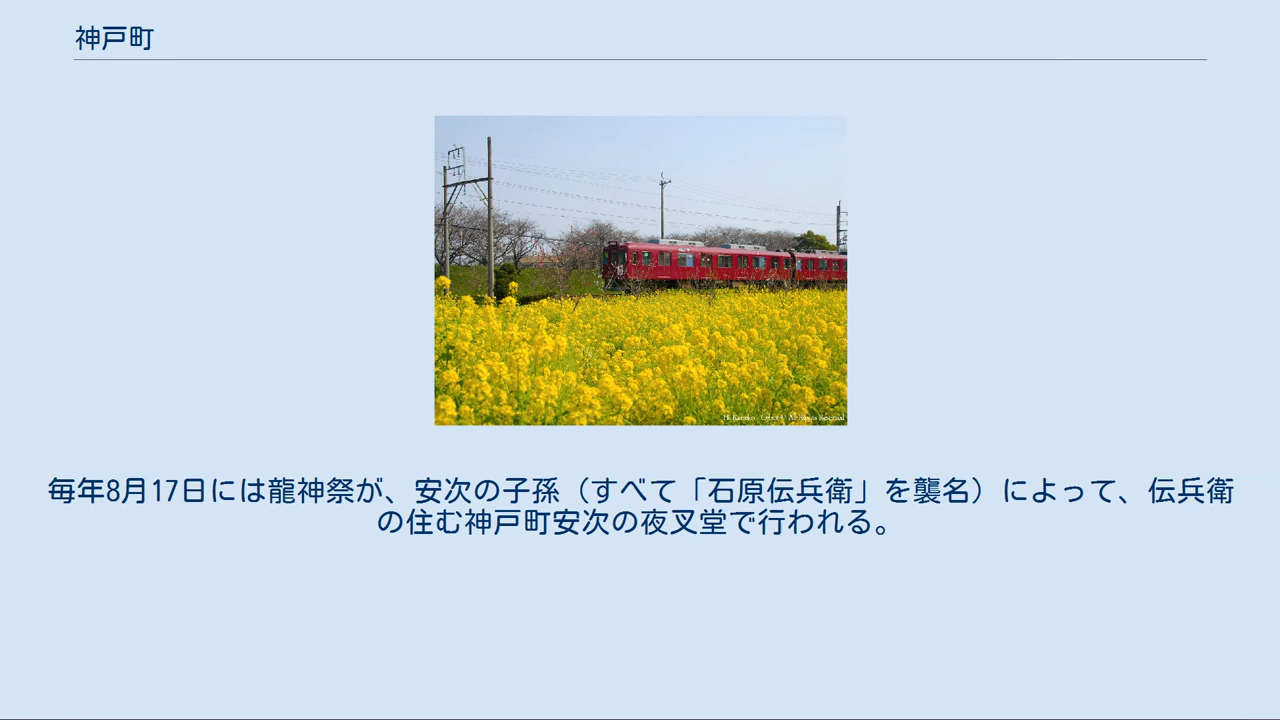 神戸町
毎年8月17日には龍神祭が、安次の子孫（すべて「石原伝兵衛」を襲名）によって、伝兵衛
の住む神戸町安次の夜叉堂で行われる。